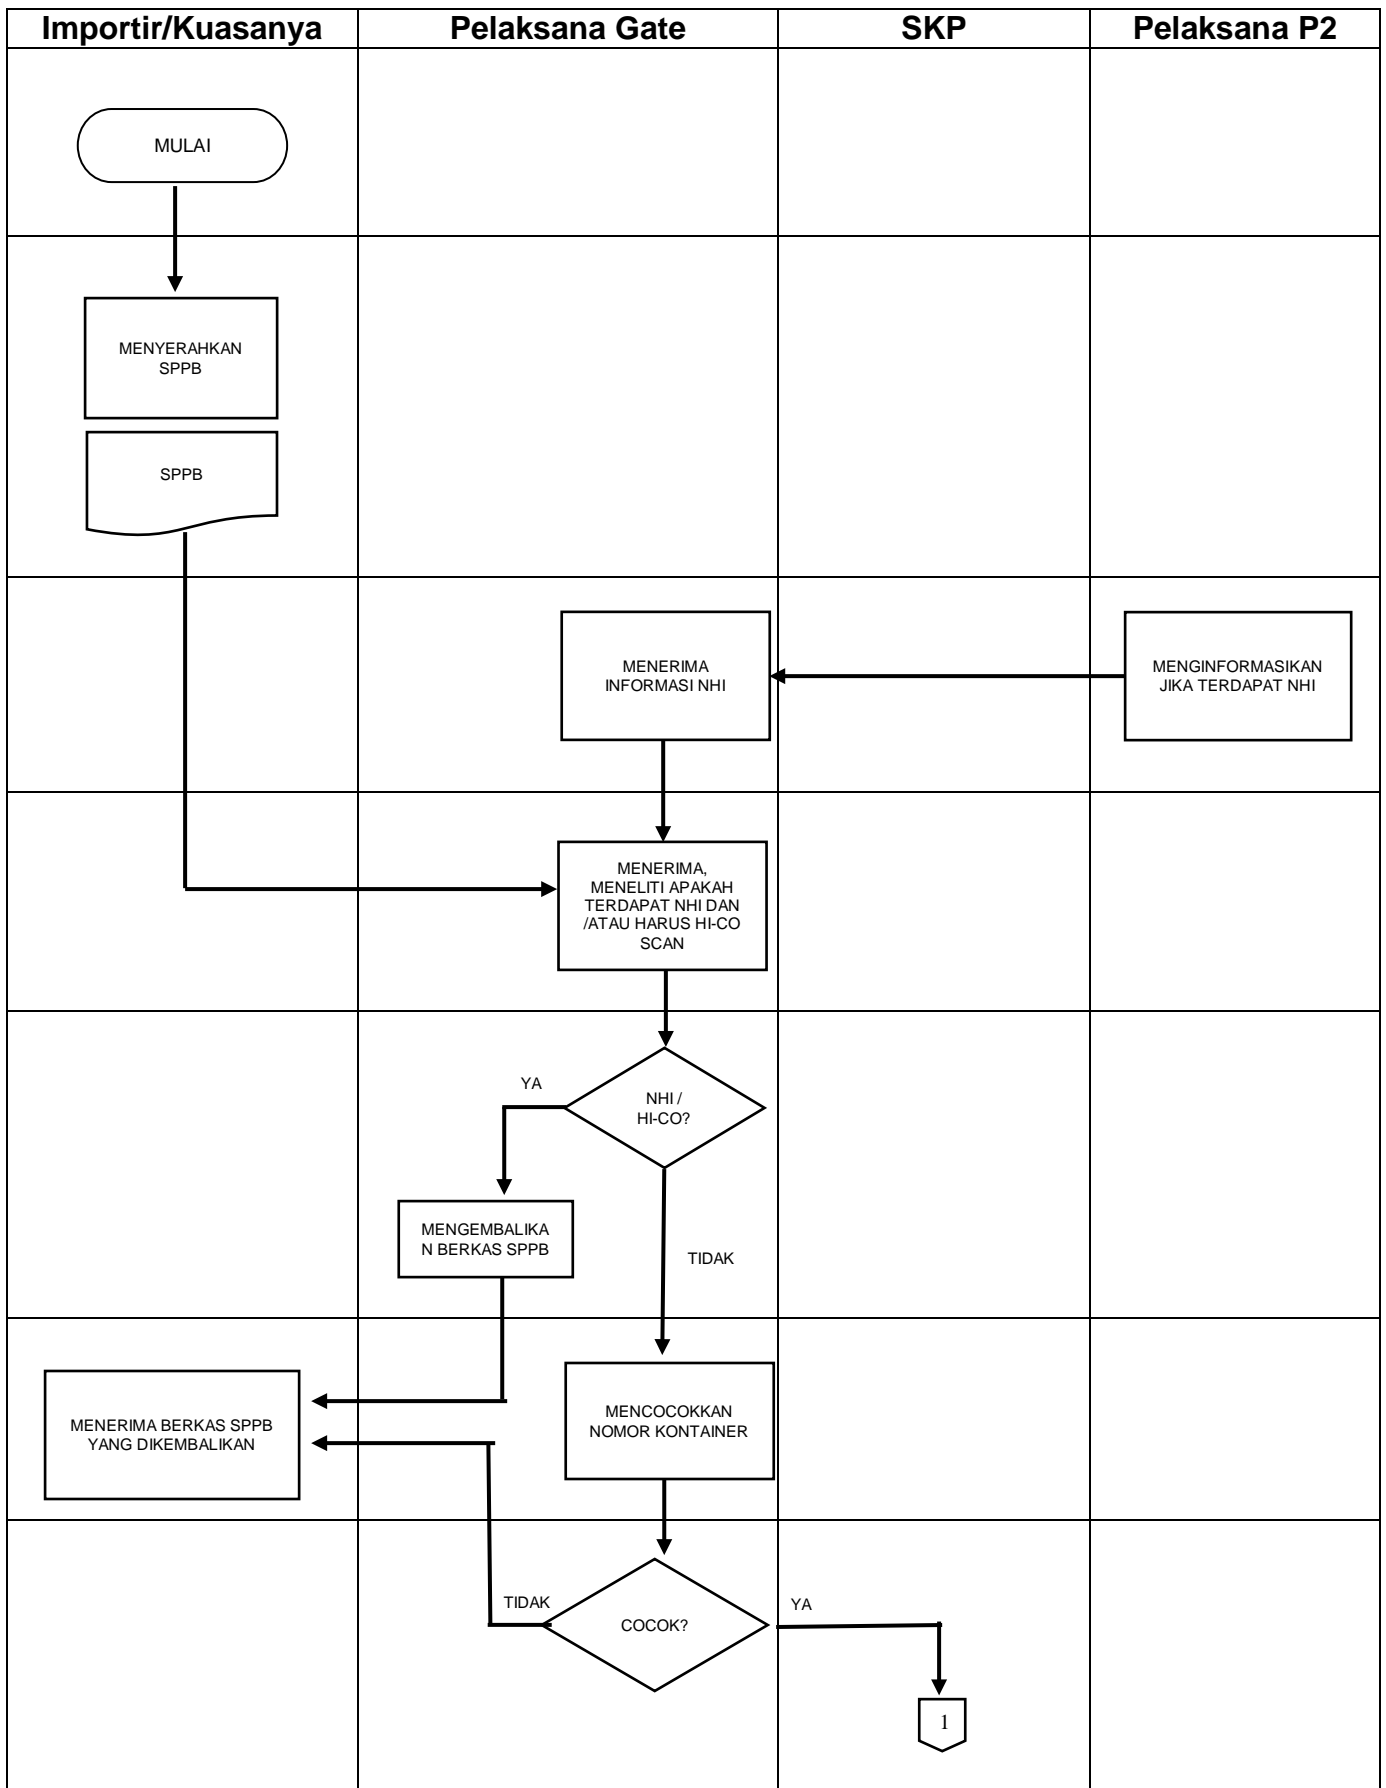 Importir/Kuasanya
Pelaksana Gate
SKP
Pelaksana P2
MULAI
MENYERAHKAN
SPPB
SPPB
MENERIMA
INFORMASI NHI
MENGINFORMASIKAN
JIKA TERDAPAT NHI
MENERIMA,
MENELITI APAKAH
TERDAPAT NHI DAN
/ATAU HARUS HI-CO
SCAN
YA
NHI /
HI-CO?
MENGEMBALIKA
N BERKAS SPPB
TIDAK
MENERIMA BERKAS SPPB
YANG DIKEMBALIKAN
MENCOCOKKAN
NOMOR KONTAINER
TIDAK
COCOK?
YA
1